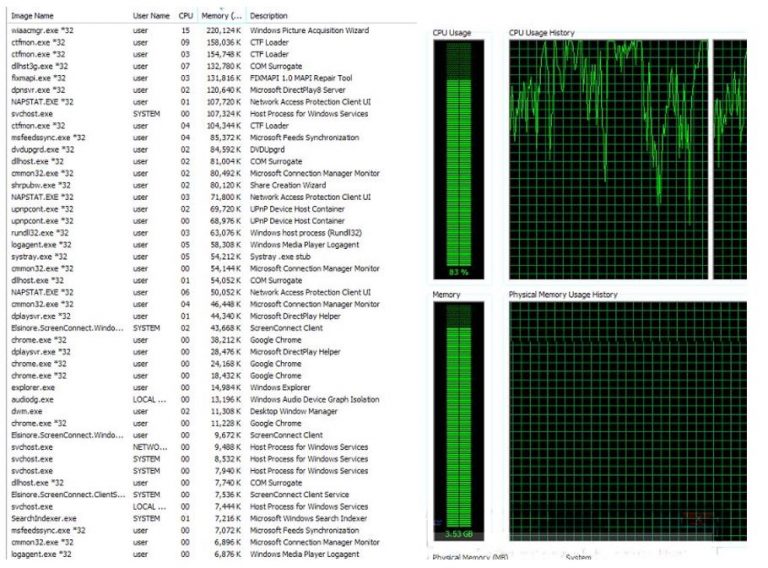 Image Name User Name CPU Memory (... Description
wiaacmgr.exe *32 user 15 220,124 K Windows Picture Acquisition Wizard
ctfmon.exe *32 user 09 158,036 K CTF Loader
ctfmon.exe *32 user 03 154,748 K CTF Loader
dllhst3g.exe *32 user 07 132,780 K COM Surrogate
fixmapi.exe *32 user 03 131,816 K FIXMAPI 1.0 MAPI Repair Tool
dpnsvr.exe *32 user 02 120,640 K Microsoft DirectPlay8 Server
NAPSTAT.EXE *32 user 01 107,720 K Network Access Protection Client UI
svchost.exe SYSTEM 00 107,324 K Host Process for Windows Services
ctfmon.exe *32 user 04 104,344 K CTF Loader
msfeedssync.exe *32 user 04 85,372 K Microsoft Feeds Synchronization
dvdupgrd.exe *32 user 02 84,592 K DVDUpgrd
dllhost.exe *32 user 02 81,004 K COM Surrogate
cmmon32.exe *32 user 02 80,492 K Microsoft Connection Manager Monitor
shrpubw.exe *32 user 02 80,120 K Share Creation Wizard
NAPSTAT.EXE *32 user 03 71,800 K Network Access Protection Client UI
upnpcont.exe *32 user 02 69,720 K UPnP Device Host Container
upnpcont.exe *32 user 00 68,976 K UPnP Device Host Container
rundll32.exe *32 user 03 63,076 K Windows host process (Rundll32)
logagent.exe *32 user 05 58,308 K Windows Media Player Logagent
systray.exe *32 user 05 54,212 K Systray .exe stub
cmmon32.exe *32 user 00 54,144 K Microsoft Connection Manager Monitor
dllhost.exe *32 user 01 54,052 K COM Surrogate
NAPSTAT.EXE *32 user 06 50,052 K Network Access Protection Client UI
cmmon32.exe *32 user 04 46,448 K Microsoft Connection Manager Monitor
dplaysvr.exe *32 user 01 44,340 K Microsoft DirectPlay Helper
Elsinore.ScreenConnect.Windo... SYSTEM 02 43,668 K ScreenConnect Client
chrome.exe *32 user 00 38,212 K Google Chrome
dplaysvr.exe *32 user 00 28,476 K Microsoft DirectPlay Helper
chrome.exe *32 user 00 24,168 K Google Chrome
chrome.exe *32 user 00 18,432 K Google Chrome
explorer.exe user 00 14,984 K Windows Explorer
audiodg.exe LOCAL ... 00 13,196 K Windows Audio Device Graph Isolation
dwm.exe user 02 11,308 K Desktop Window Manager
chrome.exe *32 user 00 11,228 K Google Chrome
Elsinore.ScreenConnect.Windo... user 00 9,672 K ScreenConnect Client
svchost.exe NETWO... 00 9,488 K Host Process for Windows Services
svchost.exe SYSTEM 00 8,532 K Host Process for Windows Services
svchost.exe SYSTEM 00 7,940 K Host Process for Windows Services
dllhost.exe *32 user 00 7,740 K COM Surrogate
Elsinore.ScreenConnect.ClientS... SYSTEM 00 7,536 K ScreenConnect Client Service
svchost.exe LOCAL ... 00 7,444 K Host Process for Windows Services
SearchIndexer.exe SYSTEM 01 7,216 K Microsoft Windows Search Indexer
msfeedssync.exe *32 user 00 7,072 K Microsoft Feeds Synchronization
cmmon32.exe *32 user 00 6,896 K Microsoft Connection Manager Monitor
logagent.exe *32 user 00 6,876 K Windows Media Player Logagent
CPU Usage
83 %
CPU Usage History
Memory
3.53 GB
Physical Memory Usage History
Physical Memory (MB)
System